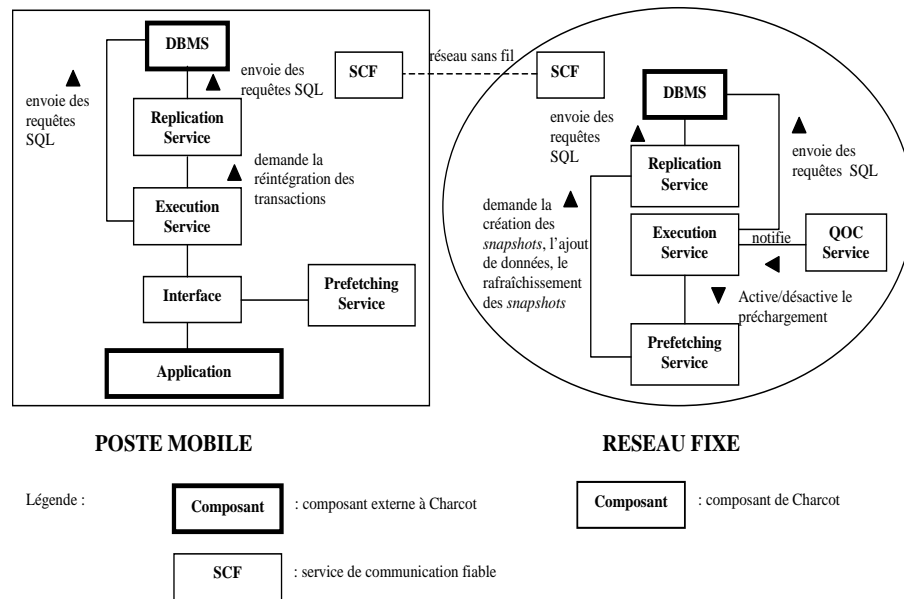 DBMS
envoie des
requêtes SQL
envoie des
requêtes
SQL
Replication
Service
demande la
réintégration des
transactions
Execution
Service
Interface
Prefetching
Service
Application
SCF
réseau sans fil
SCF
DBMS
envoie des
requêtes
SQL
envoie des
requêtes SQL
Replication
Service
demande la
création des
snapshots, l'ajout
de données, le
rafraîchissement
des snapshots
Execution
Service
notifie
QOC
Service
Active/désactive le
préchargement
Prefetching
Service
POSTE MOBILE
RESEAU FIXE
Légende :
Composant
: composant externe à Charcot
Composant
: composant de Charcot
SCF
: service de communication fiable